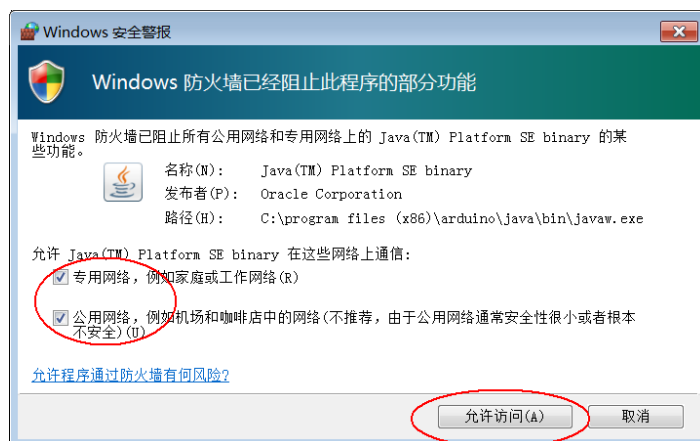 Windows 安全警报
Windows 防火墙已经阻止此程序的部分功能
Windows 防火墙已阻止所有公用网络和专用网络上的 Java(TM) Platform SE binary 的某
些功能。
名称(N): Java(TM) Platform SE binary
发布者(P): Oracle Corporation
路径(H): C:\program files (x86)\arduino\java\bin\javaw.exe
允许 Java(TM) Platform SE binary 在这些网络上通信:
专用网络，例如家庭或工作网络(R)
公用网络，例如机场和咖啡店中的网络(不推荐，由于公用网络通常安全性很小或者根本
不安全)(U)
允许程序通过防火墙有何风险?
允许访问(A) 取消